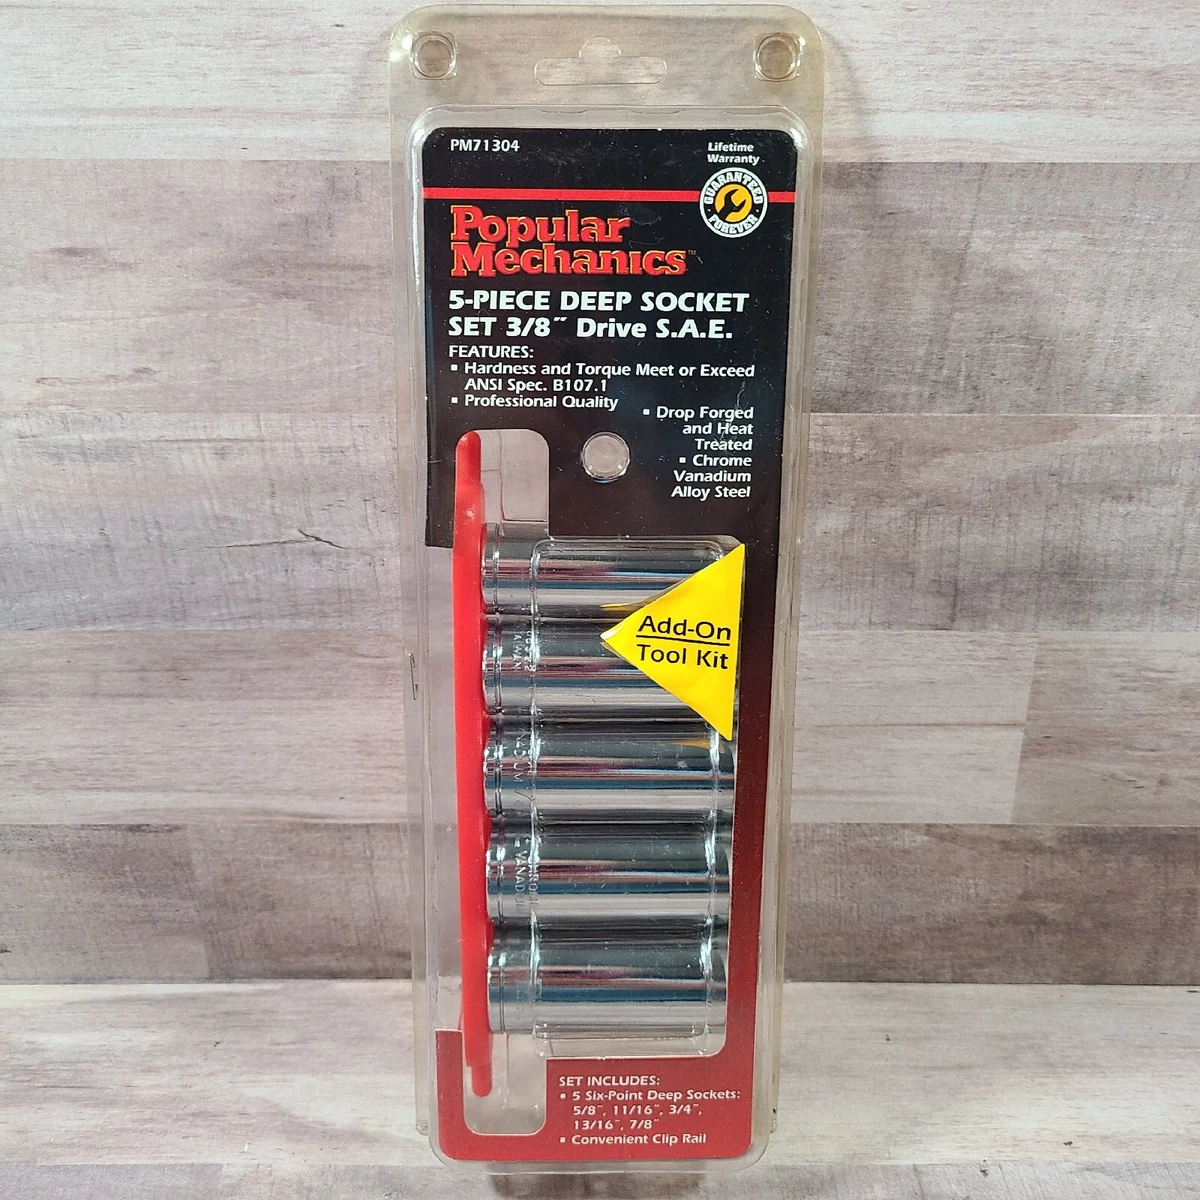 PM71304
Lifetime
Warranty
GUARANTEED
FOREVER
Popular
Mechanics™
5-PIECE DEEP SOCKET
SET 3/8˝ Drive S.A.E.
FEATURES:
▪ Hardness and Torque Meet or Exceed
ANSI Spec. B107.1
▪ Professional Quality
▪ Drop Forged
and Heat
Treated
▪ Chrome
Vanadium
Alloy Steel
Add-On
Tool Kit
TAIWAN
SET INCLUDES:
▪ 5 Six-Point Deep Sockets:
5/8˝, 11/16˝, 3/4˝,
13/16˝, 7/8˝
▪ Convenient Clip Rail